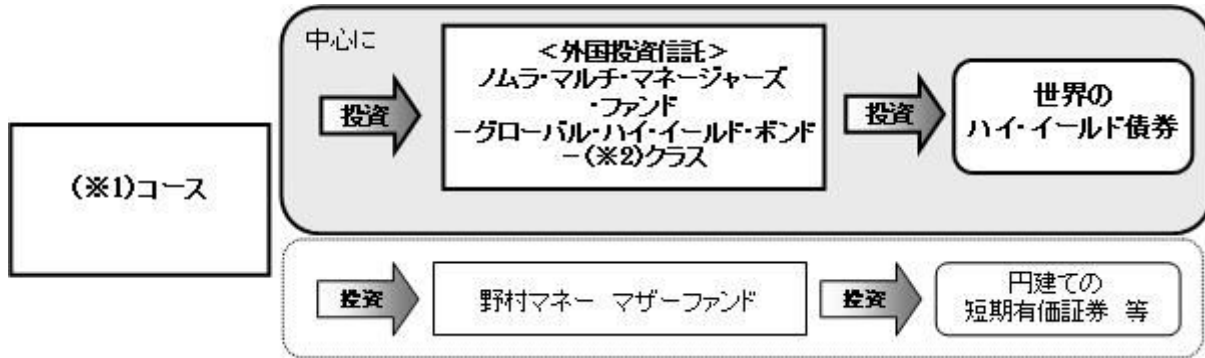 中心に
(※1)コース
投資
<外国投資信託>
ノムラ・マルチ・マネージャーズ
・ファンド
-グローバル・ハイ・イールド・ボンド
-(※2)クラス
投資
世界の
ハイ・イールド債券
投資
野村マネー マザーファンド
投資
円建ての
短期有価証券 等